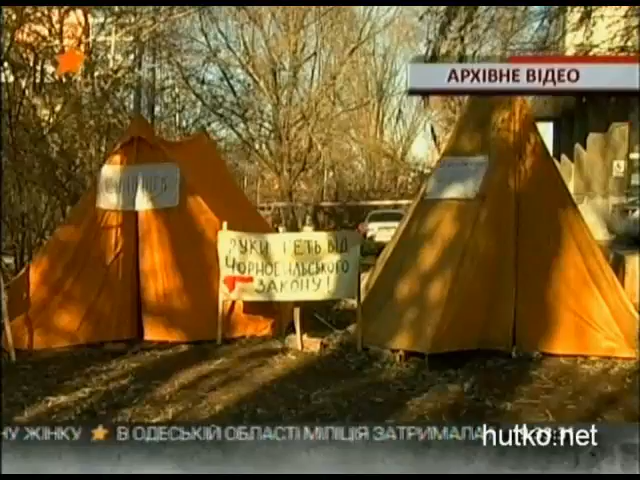 АРХІВНЕ ВІДЕО
РУКИ ГЕТЬ ВІД
ЧОРНОБИЛЬСЬКОГО
ЗАКОНУ!
НУ ЖІНКУ ★ В ОДЕСЬКІЙ ОБЛАСТІ МІЛІЦІЯ ЗАТРИМАЛА
hutko.net